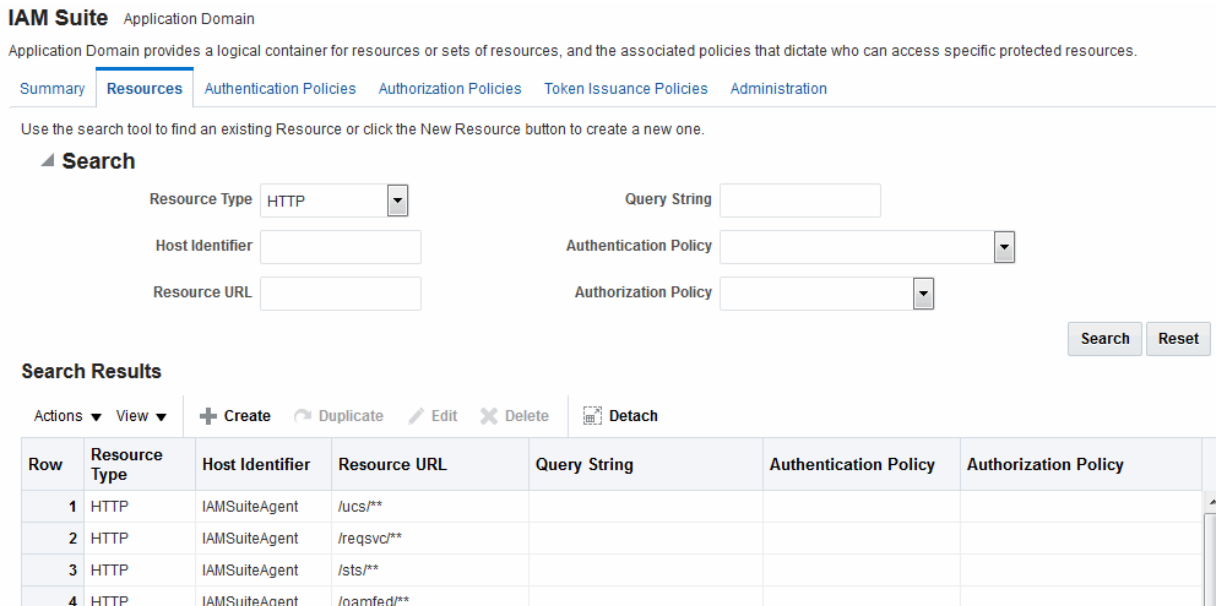 IAM Suite Application Domain
Application Domain provides a logical container for resources or sets of resources, and the associated policies that dictate who can access specific protected resources.
Summary Resources Authentication Policies Authorization Policies Token Issuance Policies Administration
Use the search tool to find an existing Resource or click the New Resource button to create a new one.
Search
Resource Type HTTP Query String
Host Identifier Authentication Policy
Resource URL Authorization Policy
Search Reset
Search Results
Actions View Create Duplicate Edit Delete Detach
Row Resource Type Host Identifier Resource URL Query String Authentication Policy Authorization Policy
1 HTTP IAMSuiteAgent /ucs/**
2 HTTP IAMSuiteAgent /reqsvc/**
3 HTTP IAMSuiteAgent /sts/**
4 HTTP IAMSuiteAgent /oamfed/**